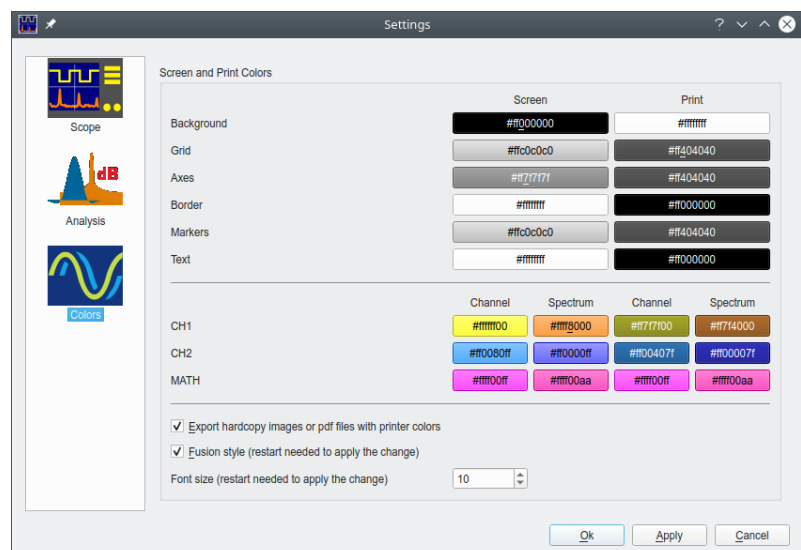 Settings
Screen and Print Colors
Screen Print
Background #ff000000 #ffffffff
Grid #ffc0c0c0 #ff404040
Axes #ff7f7f7f #ff404040
Border #ffffffff #ff000000
Markers #ffc0c0c0 #ff404040
Text #ffffffff #ff000000
Channel Spectrum Channel Spectrum
CH1 #ffffff00 #ffff8000 #ff7f7f00 #ff7f4000
CH2 #ff0080ff #ff0000ff #ff00407f #ff00007f
MATH #ffff00ff #ffff00aa #ffff00ff #ffff00aa
Export hardcopy images or pdf files with printer colors
Fusion style (restart needed to apply the change)
Font size (restart needed to apply the change) 10
Scope
dB
Analysis
Colors
Ok Apply Cancel